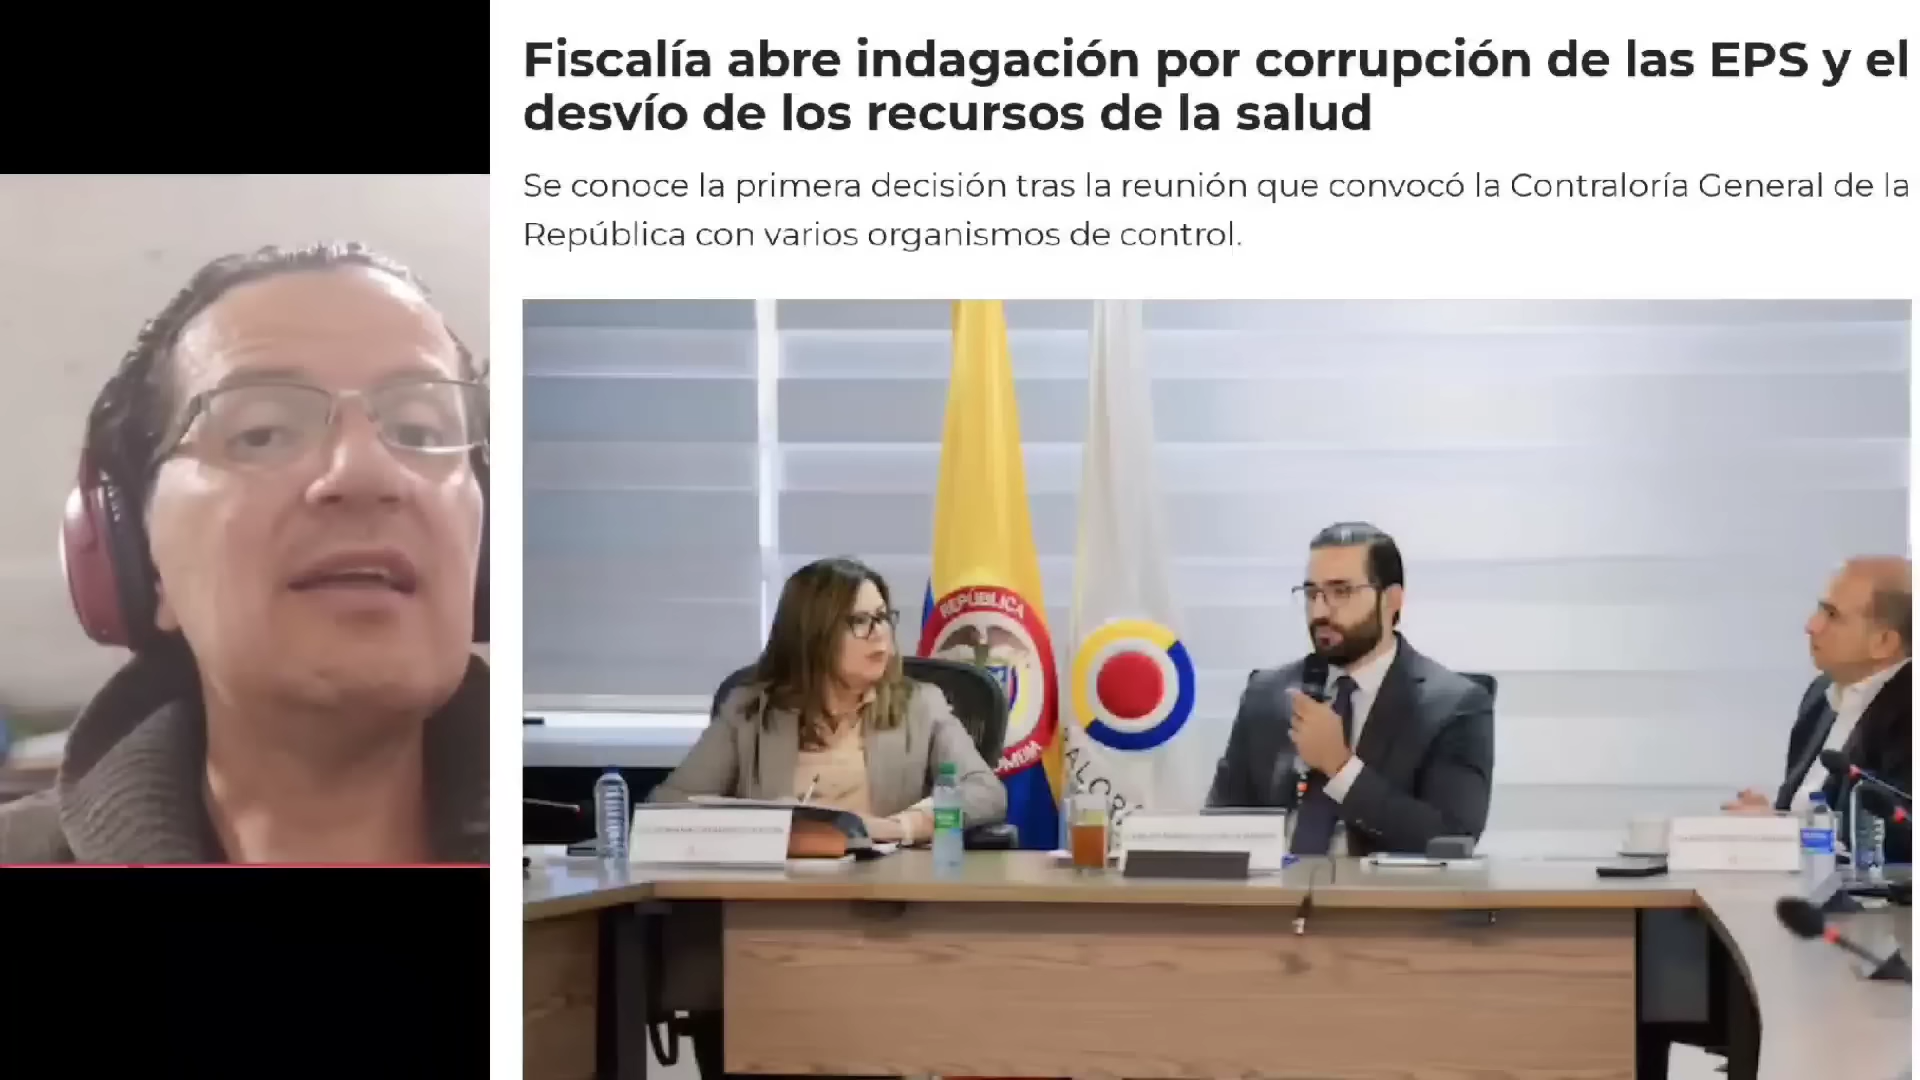 Fiscalía abre indagación por corrupción de las EPS y el
desvío de los recursos de la salud
Se conoce la primera decisión tras la reunión que convocó la Contraloría General de la
República con varios organismos de control.
REPÚBLICA